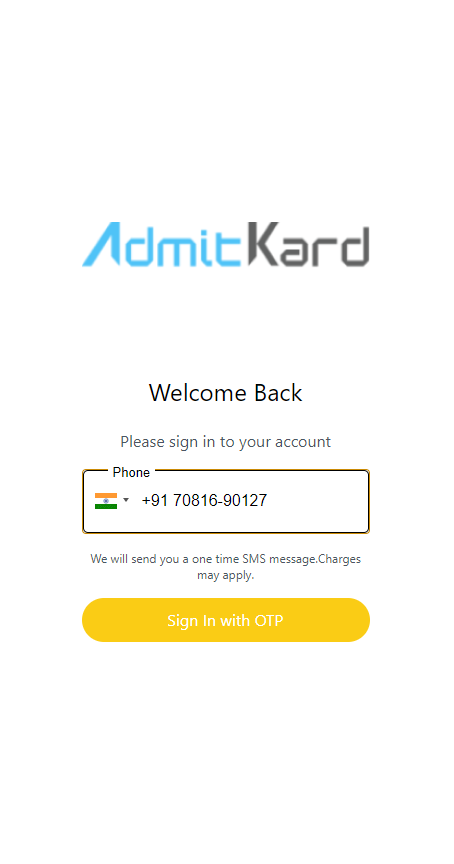 AdmitKard
Welcome Back
Please sign in to your account
Phone
+91 70816-90127
We will send you a one time SMS message.Charges
may apply.
Sign In with OTP